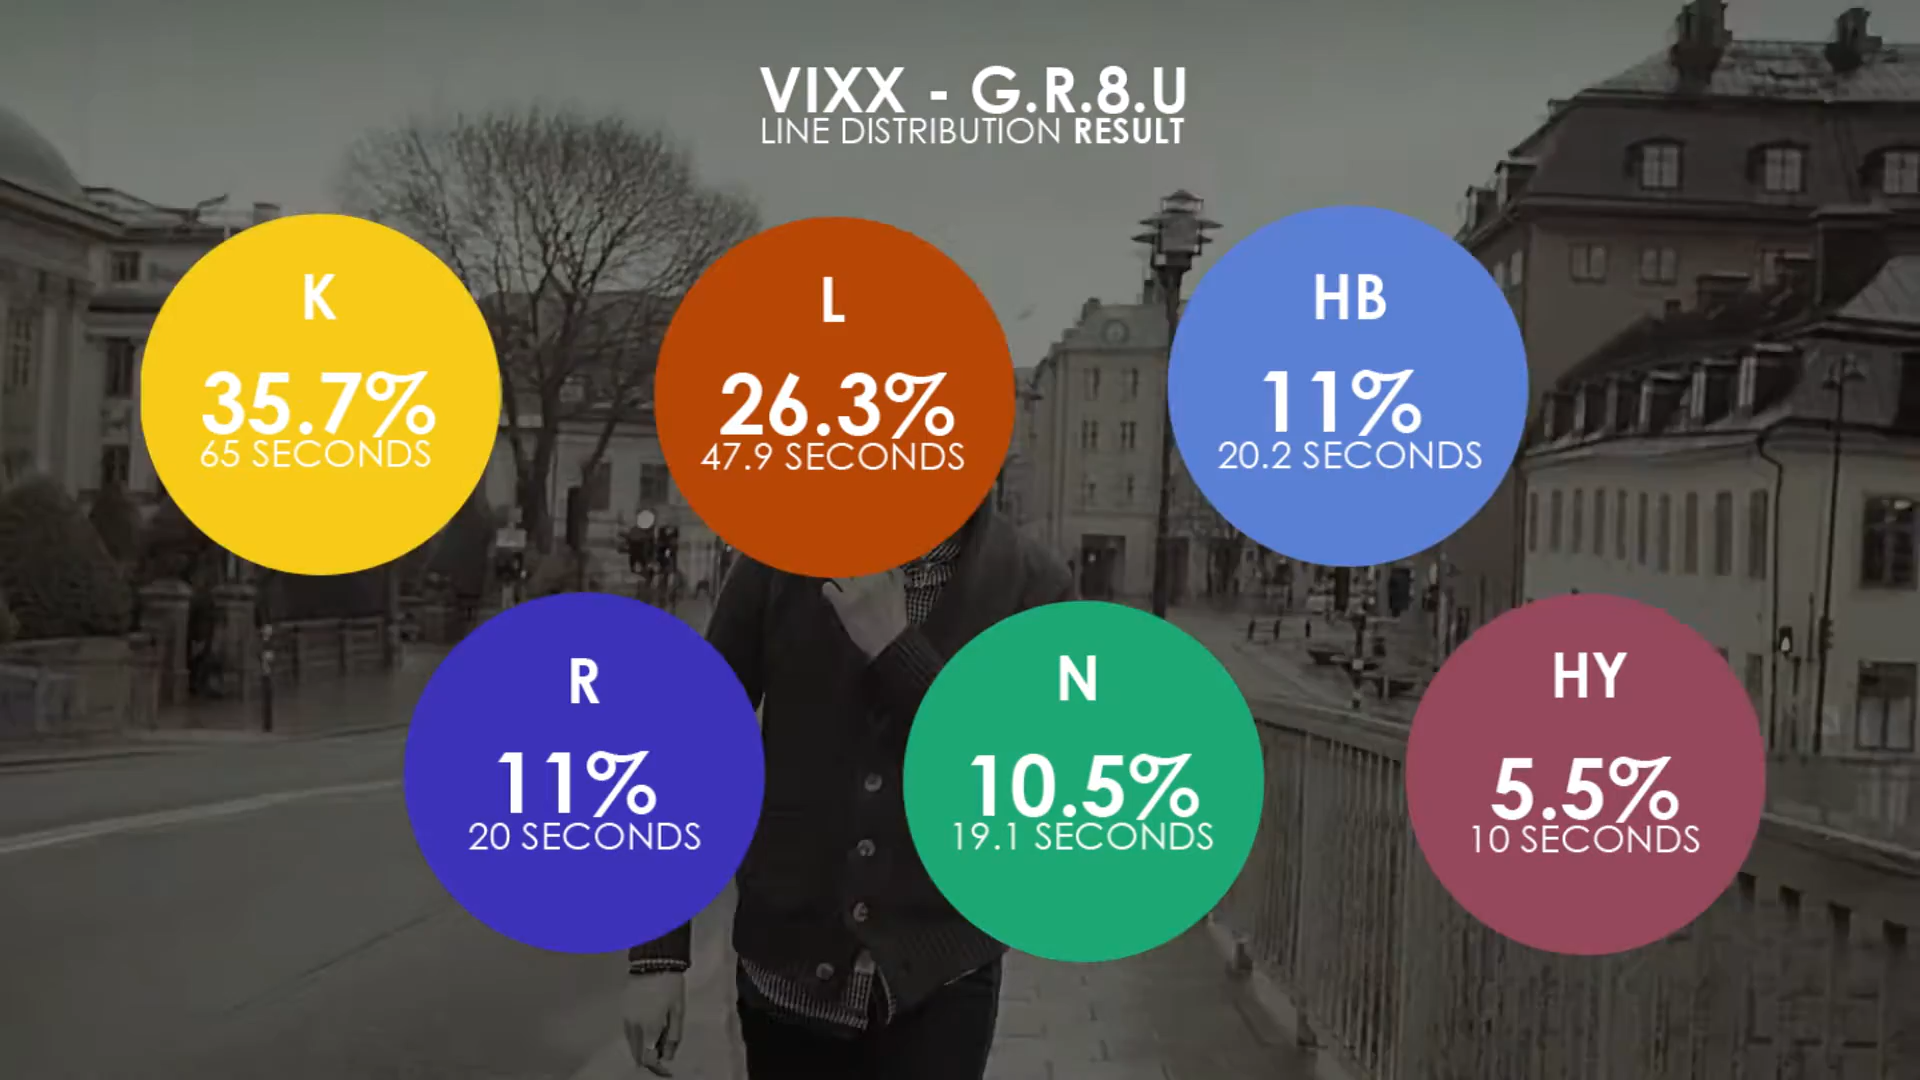 VIXX - G.R.8.U
LINE DISTRIBUTION RESULT
K
35.7%
65 SECONDS
L
26.3%
47.9 SECONDS
HB
11%
20.2 SECONDS
R
11%
20 SECONDS
N
10.5%
19.1 SECONDS
HY
5.5%
10 SECONDS